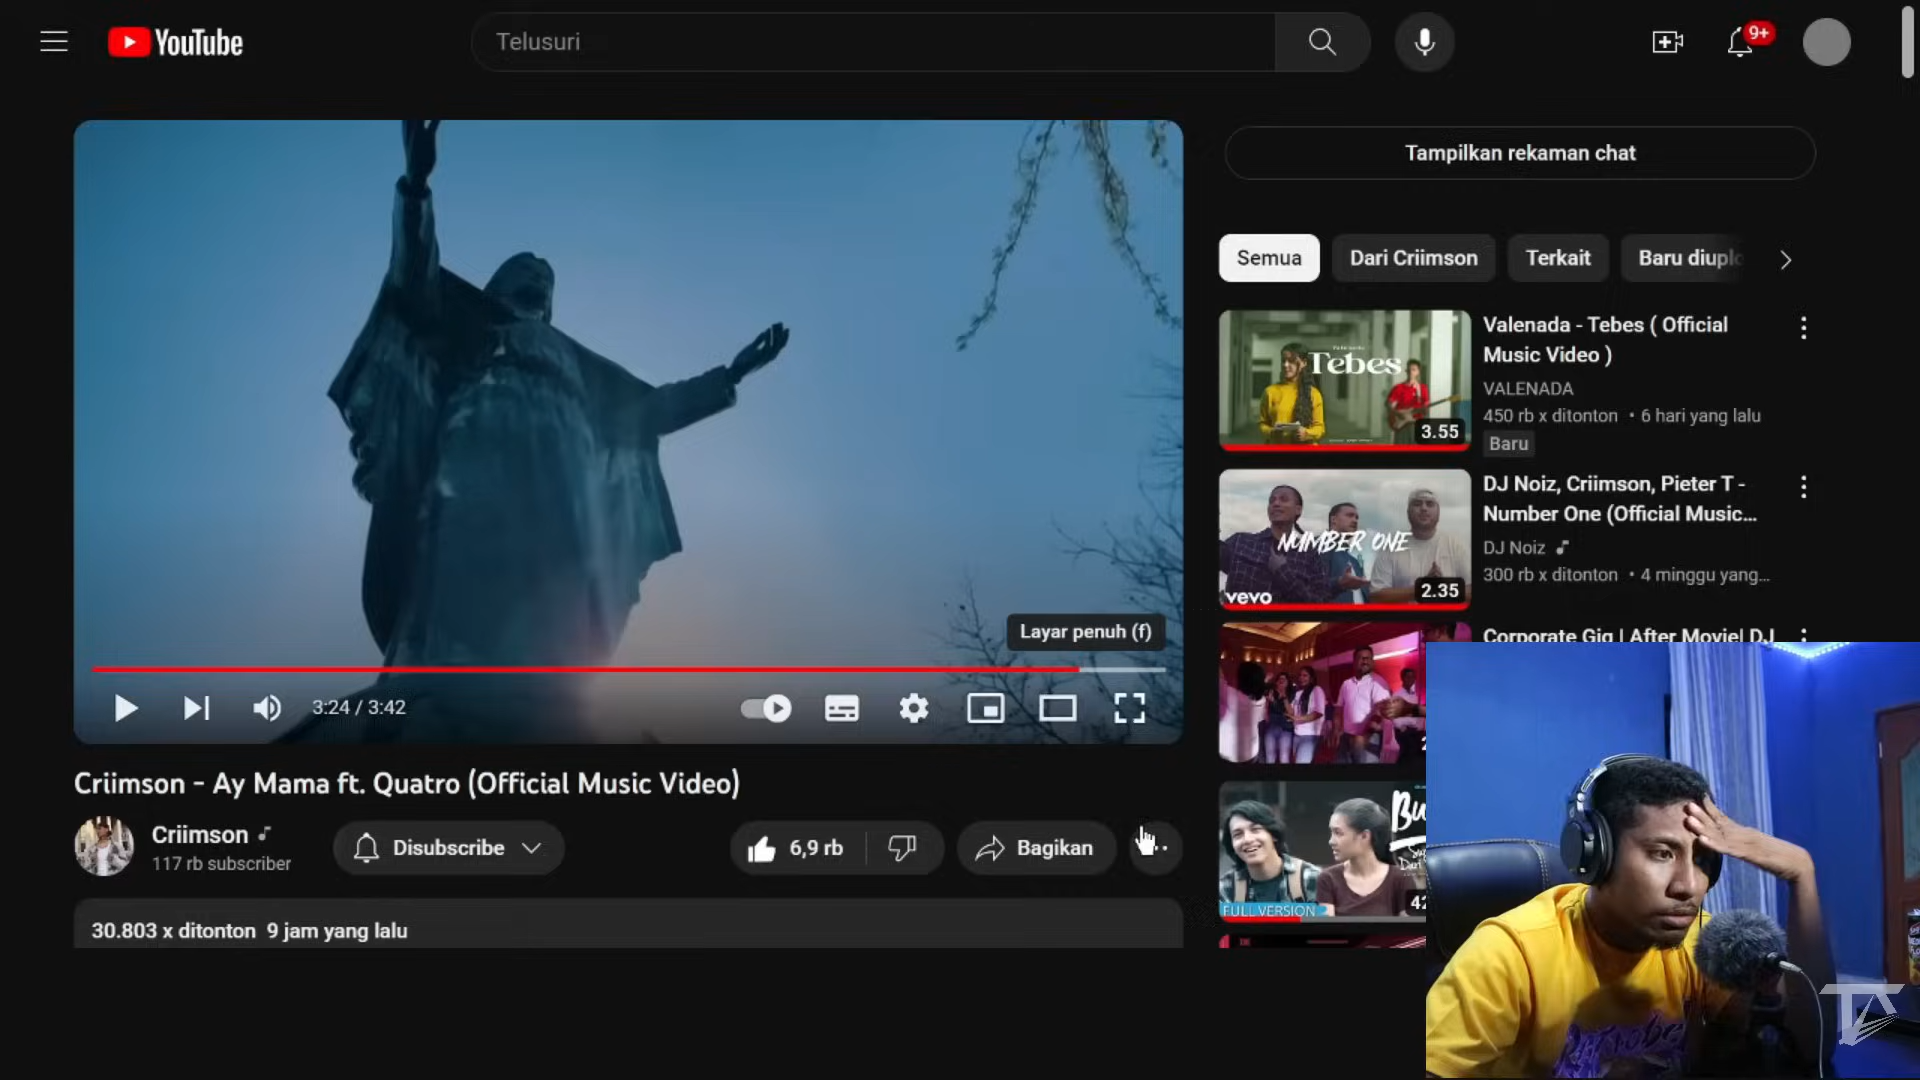 YouTube
Telusuri
9+
Tampilkan rekaman chat
Semua
Dari Criimson
Terkait
Baru diuplo
Tebes
3.55
Valenada - Tebes ( Official
Music Video )
VALENADA
450 rb x ditonton • 6 hari yang lalu
Baru
NUMBER ONE
vevo
2.35
DJ Noiz, Criimson, Pieter T -
Number One (Official Music...
DJ Noiz
300 rb x ditonton • 4 minggu yang...
Corporate Gig | After Movie| DJ
Layar penuh (f)
3:24 / 3:42
Criimson - Ay Mama ft. Quatro (Official Music Video)
Criimson
117 rb subscriber
Disubscribe
6,9 rb
Bagikan
30.803 x ditonton 9 jam yang lalu
FULL VERSION
TA